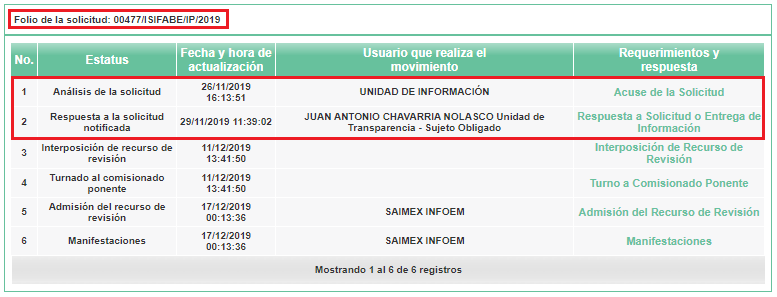 Folio de la solicitud: 00477/ISIFABE/IP/2019
No. Estatus Fecha y hora de actualización Usuario que realiza el movimiento Requerimientos y respuesta
1 Análisis de la solicitud 26/11/2019 16:13:51 UNIDAD DE INFORMACIÓN Acuse de la Solicitud
2 Respuesta a la solicitud notificada 29/11/2019 11:39:02 JUAN ANTONIO CHAVARRIA NOLASCO Unidad de Transparencia - Sujeto Obligado Respuesta a Solicitud o Entrega de Información
3 Interposición de recurso de revisión 11/12/2019 13:41:50 Interposición de Recurso de Revisión
4 Turnado al comisionado ponente 11/12/2019 13:41:50 Turno a Comisionado Ponente
5 Admisión del recurso de revisión 17/12/2019 00:13:36 SAIMEX INFOEM Admisión del Recurso de Revisión
6 Manifestaciones 17/12/2019 00:13:36 SAIMEX INFOEM Manifestaciones
Mostrando 1 al 6 de 6 registros